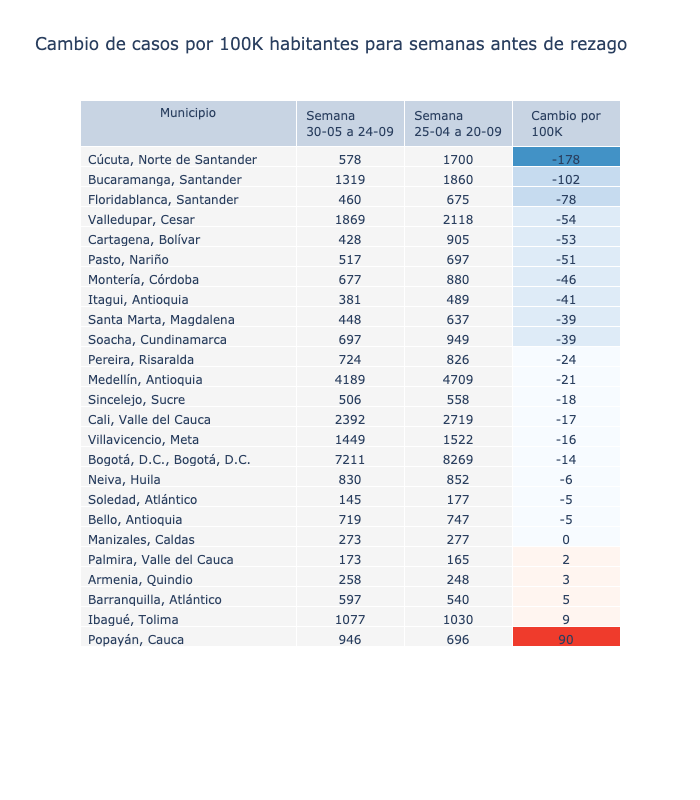 Cambio de casos por 100K habitantes para semanas antes de rezago
Municipio Semana 30-05 a 24-09 Semana 25-04 a 20-09 Cambio por 100K
Cúcuta, Norte de Santander 578 1700 -178
Bucaramanga, Santander 1319 1860 -102
Floridablanca, Santander 460 675 -78
Valledupar, Cesar 1869 2118 -54
Cartagena, Bolívar 428 905 -53
Pasto, Nariño 517 697 -51
Montería, Córdoba 677 880 -46
Itagui, Antioquia 381 489 -41
Santa Marta, Magdalena 448 637 -39
Soacha, Cundinamarca 697 949 -39
Pereira, Risaralda 724 826 -24
Medellín, Antioquia 4189 4709 -21
Sincelejo, Sucre 506 558 -18
Cali, Valle del Cauca 2392 2719 -17
Villavicencio, Meta 1449 1522 -16
Bogotá, D.C., Bogotá, D.C. 7211 8269 -14
Neiva, Huila 830 852 -6
Soledad, Atlántico 145 177 -5
Bello, Antioquia 719 747 -5
Manizales, Caldas 273 277 0
Palmira, Valle del Cauca 173 165 2
Armenia, Quindio 258 248 3
Barranquilla, Atlántico 597 540 5
Ibagué, Tolima 1077 1030 9
Popayán, Cauca 946 696 90